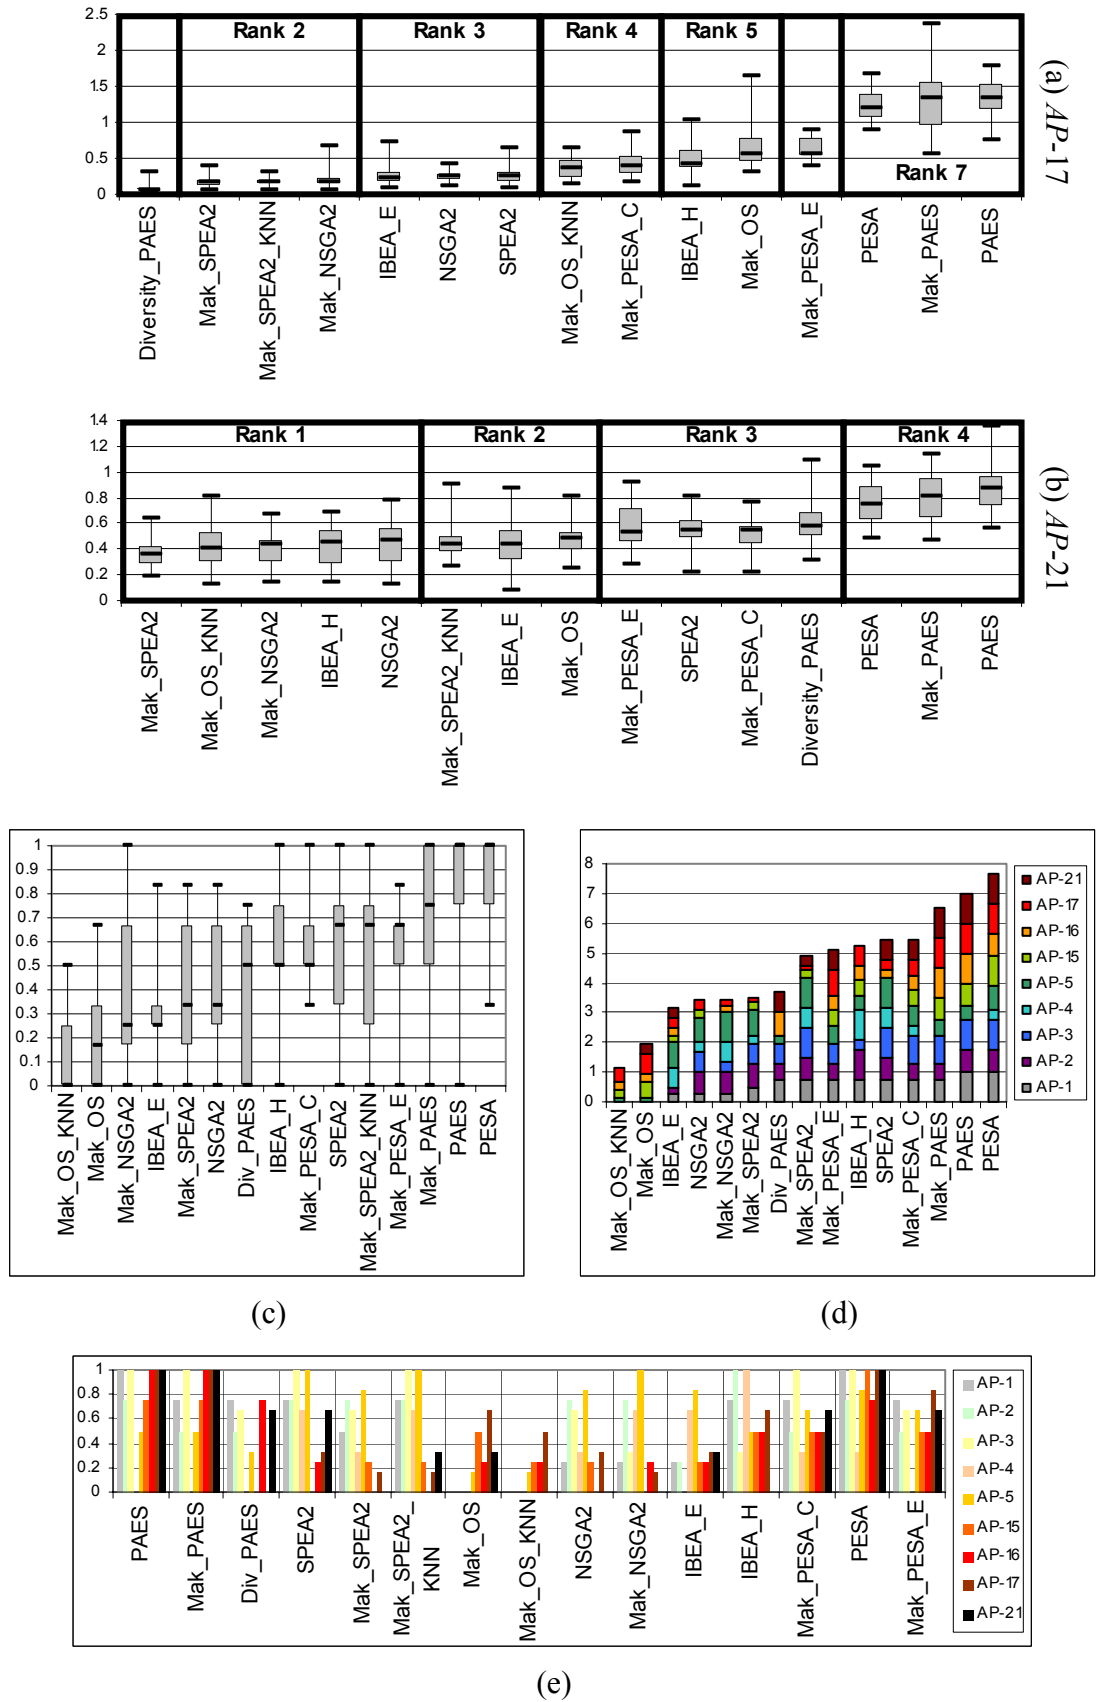 2.5
2
1.5
1
0.5
0
Rank 2
Rank 3
Rank 4
Rank 5
Rank 7
Diversity_PAES
Mak_SPEA2
Mak_SPEA2_KNN
Mak_NSGA2
IBEA_E
NSGA2
SPEA2
Mak_OS_KNN
Mak_PESA_C
IBEA_H
Mak_OS
Mak_PESA_E
PESA
Mak_PAES
PAES
(a) AP-17
1.4
1.2
1
0.8
0.6
0.4
0.2
0
Rank 1
Rank 2
Rank 3
Rank 4
Mak_SPEA2
Mak_OS_KNN
Mak_NSGA2
IBEA_H
NSGA2
Mak_SPEA2_KNN
IBEA_E
Mak_OS
Mak_PESA_E
SPEA2
Mak_PESA_C
Diversity_PAES
PESA
Mak_PAES
PAES
(b) AP-21
1
0.9
0.8
0.7
0.6
0.5
0.4
0.3
0.2
0.1
0
Mak_OS_KNN
Mak_OS
Mak_NSGA2
IBEA_E
Mak_SPEA2
NSGA2
Div_PAES
IBEA_H
Mak_PESA_C
SPEA2
Mak_SPEA2_KNN
Mak_PESA_E
Mak_PAES
PAES
PESA
(c)
8
7
6
5
4
3
2
1
0
Mak_OS_KNN
Mak_OS
IBEA_E
NSGA2
Mak_NSGA2
Mak_SPEA2
Div_PAES
Mak_SPEA2_
Mak_PESA_E
IBEA_H
SPEA2
Mak_PESA_C
Mak_PAES
PAES
PESA
AP-21
AP-17
AP-16
AP-15
AP-5
AP-4
AP-3
AP-2
AP-1
(d)
1
0.8
0.6
0.4
0.2
0
PAES
Mak_PAES
Div_PAES
SPEA2
Mak_SPEA2
Mak_SPEA2_
KNN
Mak_OS
Mak_OS_KNN
NSGA2
Mak_NSGA2
IBEA_E
IBEA_H
Mak_PESA_C
PESA
Mak_PESA_E
AP-1
AP-2
AP-3
AP-4
AP-5
AP-15
AP-16
AP-17
AP-21
(e)